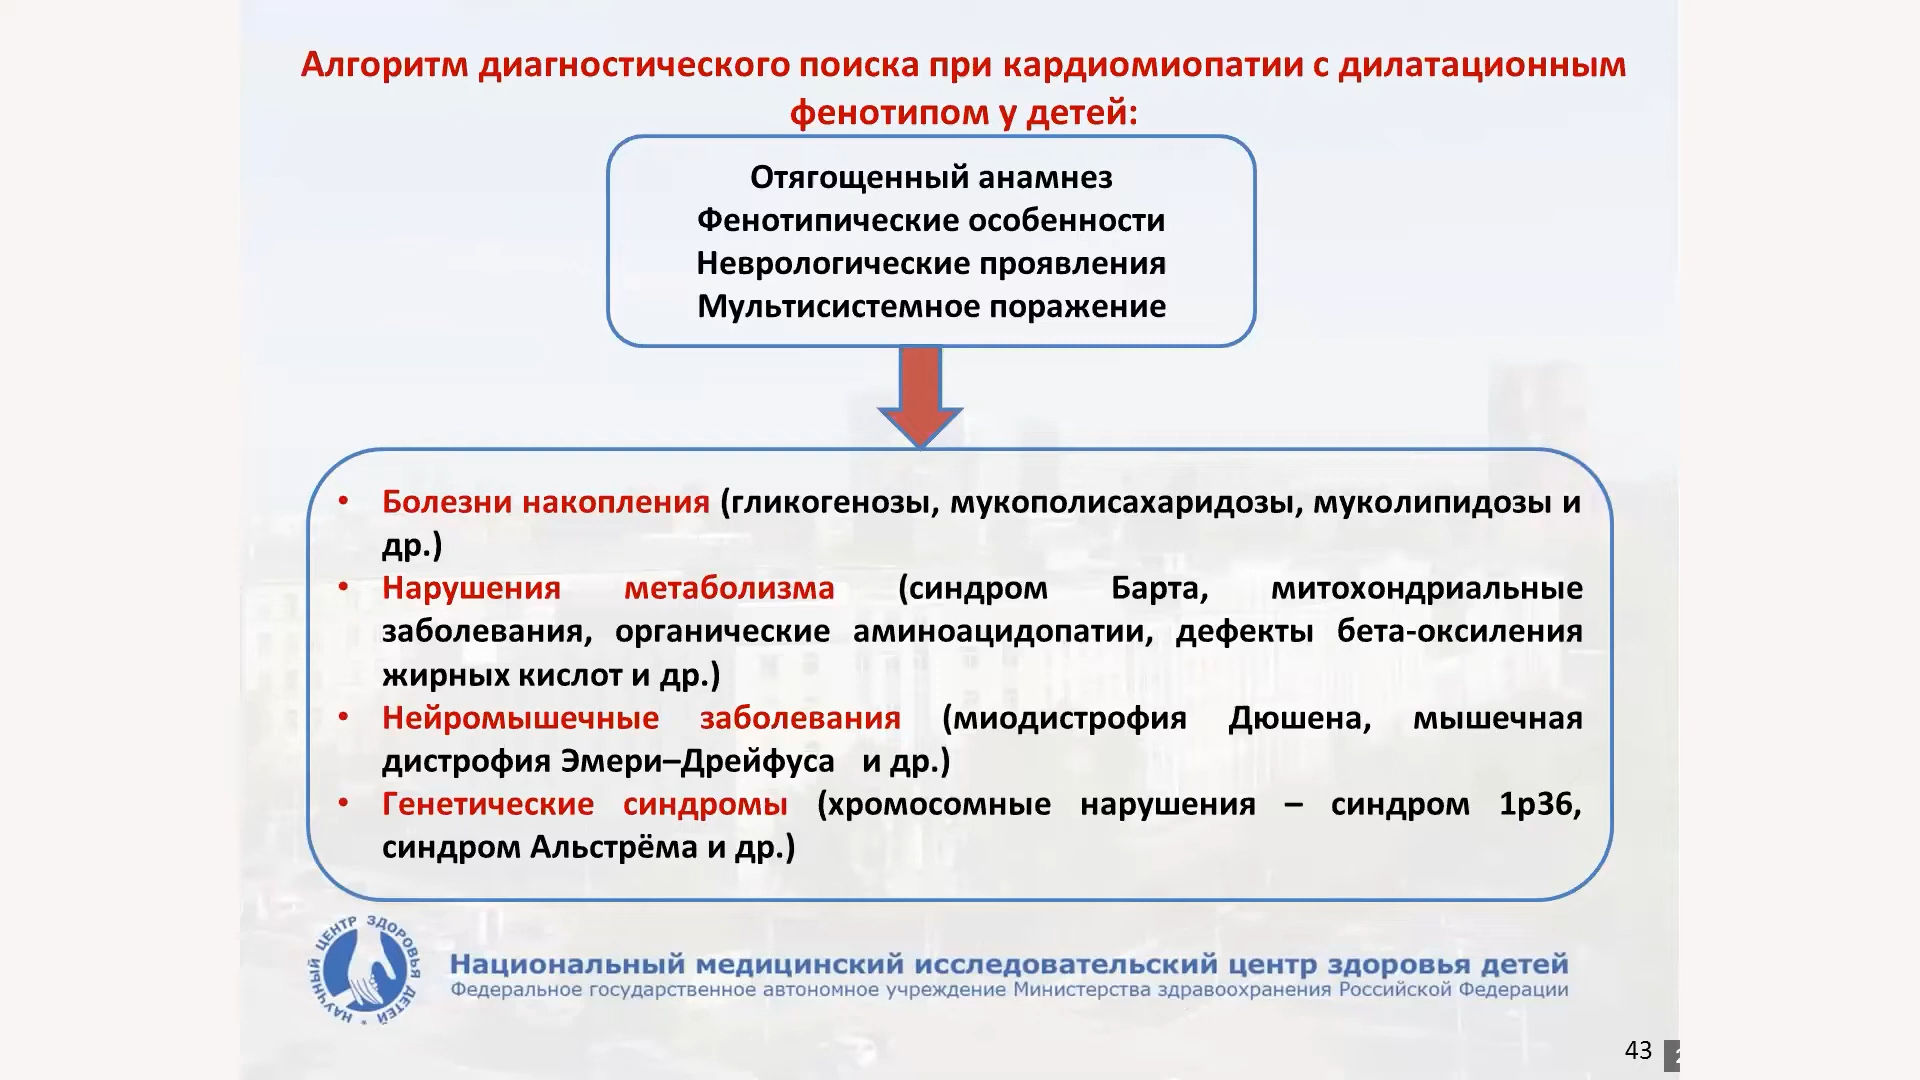 Алгоритм диагностического поиска при кардиомиопатии с дилатационным
фенотипом у детей:
Отягощенный анамнез
Фенотипические особенности
Неврологические проявления
Мультисистемное поражение
• Болезни накопления (гликогенозы, мукополисахаридозы, муколипидозы и
др.)
• Нарушения метаболизма (синдром Барта, митохондриальные
заболевания, органические аминоацидопатии, дефекты бета-оксиления
жирных кислот и др.)
• Нейромышечные заболевания (миодистрофия Дюшена, мышечная
дистрофия Эмери–Дрейфуса и др.)
• Генетические синдромы (хромосомные нарушения – синдром 1p36,
синдром Альстрёма и др.)
НАУЧНЫЙ ЦЕНТР ЗДОРОВЬЯ ДЕТЕЙ
Национальный медицинский исследовательский центр здоровья детей
Федеральное государственное автономное учреждение Министерства здравоохранения Российской Федерации
43